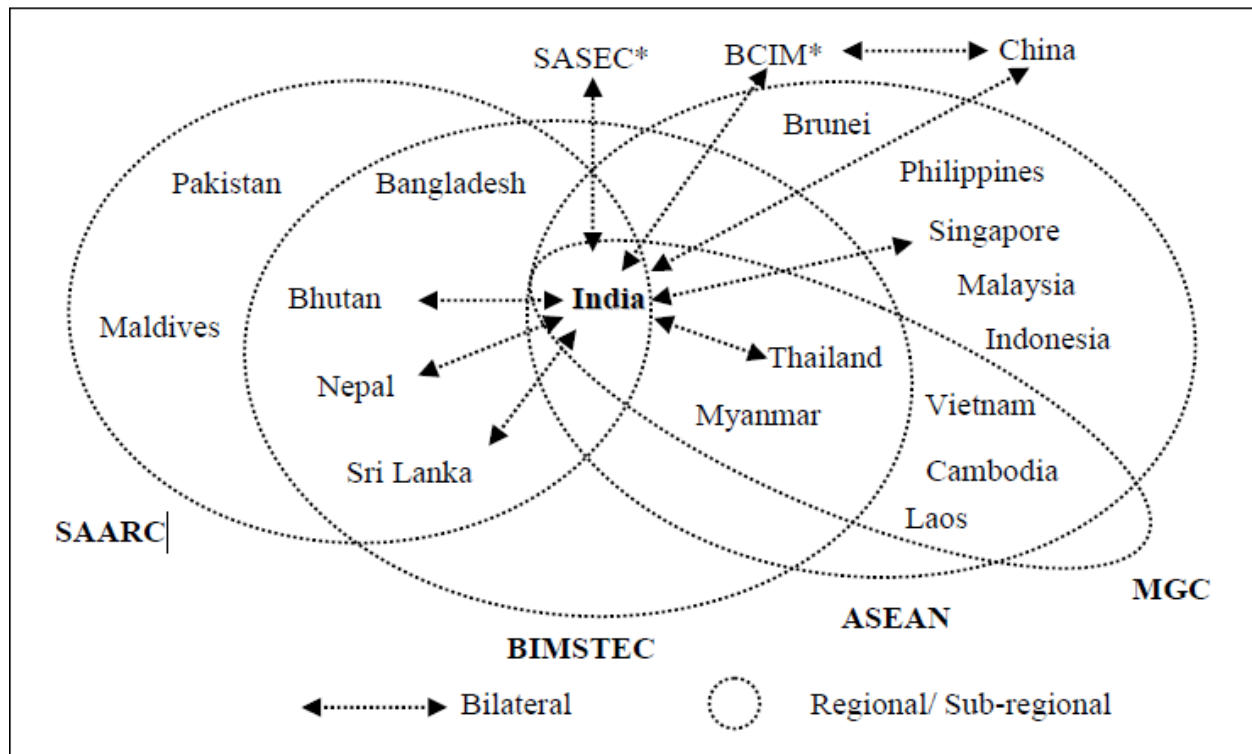 SASEC*
BCIM*
China
Brunei
Pakistan
Bangladesh
Philippines
Singapore
Bhutan
India
Malaysia
Maldives
Indonesia
Thailand
Nepal
Myanmar
Vietnam
Sri Lanka
Cambodia
Laos
SAARC
MGC
ASEAN
BIMSTEC
Bilateral
Regional/ Sub-regional